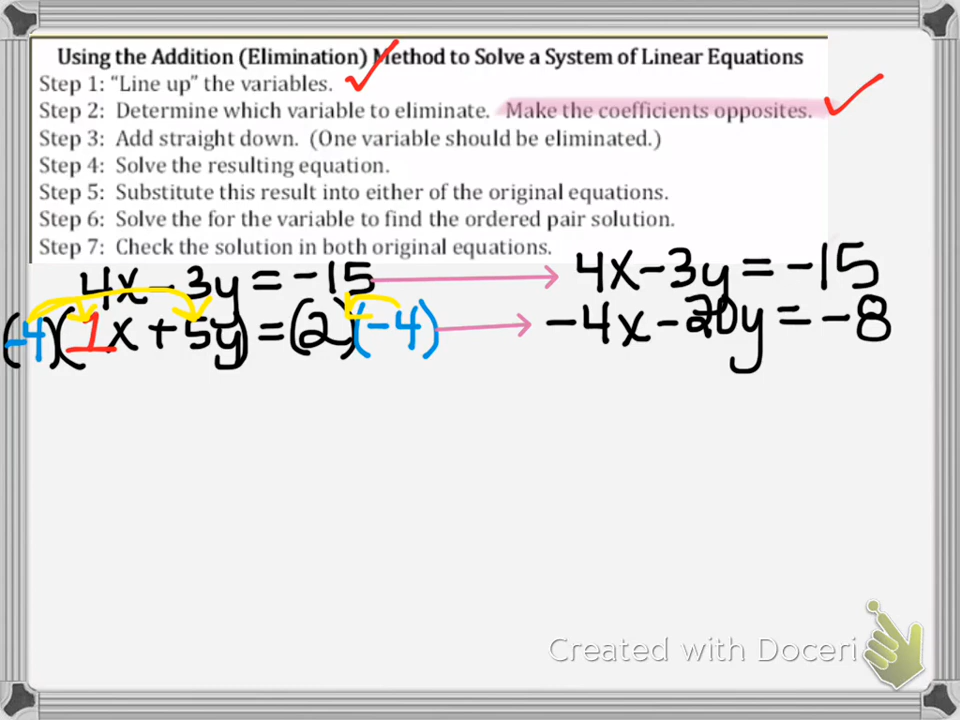 Using the Addition (Elimination) Method to Solve a System of Linear Equations
Step 1: “Line up” the variables.
Step 2: Determine which variable to eliminate. Make the coefficients opposites.
Step 3: Add straight down. (One variable should be eliminated.)
Step 4: Solve the resulting equation.
Step 5: Substitute this result into either of the original equations.
Step 6: Solve the for the variable to find the ordered pair solution.
Step 7: Check the solution in both original equations.
4x-3y=-15 4x-3y=-15
(-4)(1x+5y)=(2)(-4) -4x-20y=-8
Created with Doceri